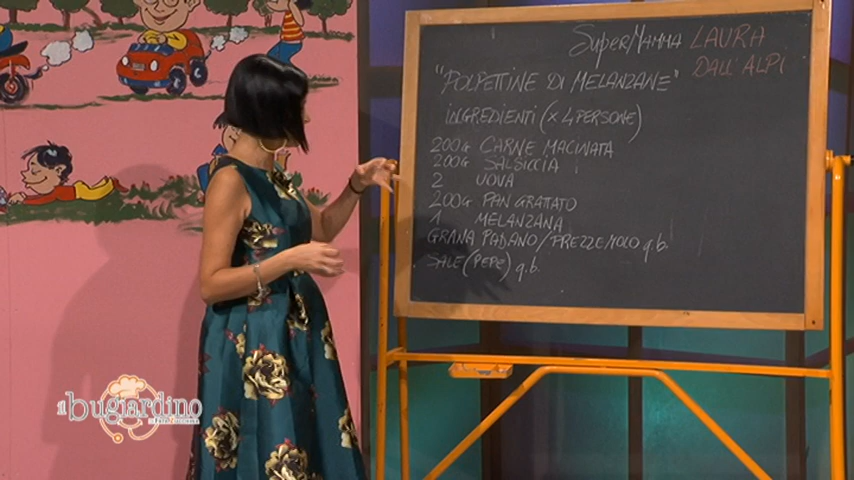 SuperMamma LAURA
DALL'ALPI
"POLPETTINE DI MELANZANE"
INGREDIENTI (x 4 PERSONE)
200G CARNE MACINATA
200G SALSICCIA
2 UOVA
200G PAN GRATTATO
1 MELANZANA
GRANA PADANO/PREZZEMOLO q.b.
SALE (PEPE) q.b.
il bugiardino